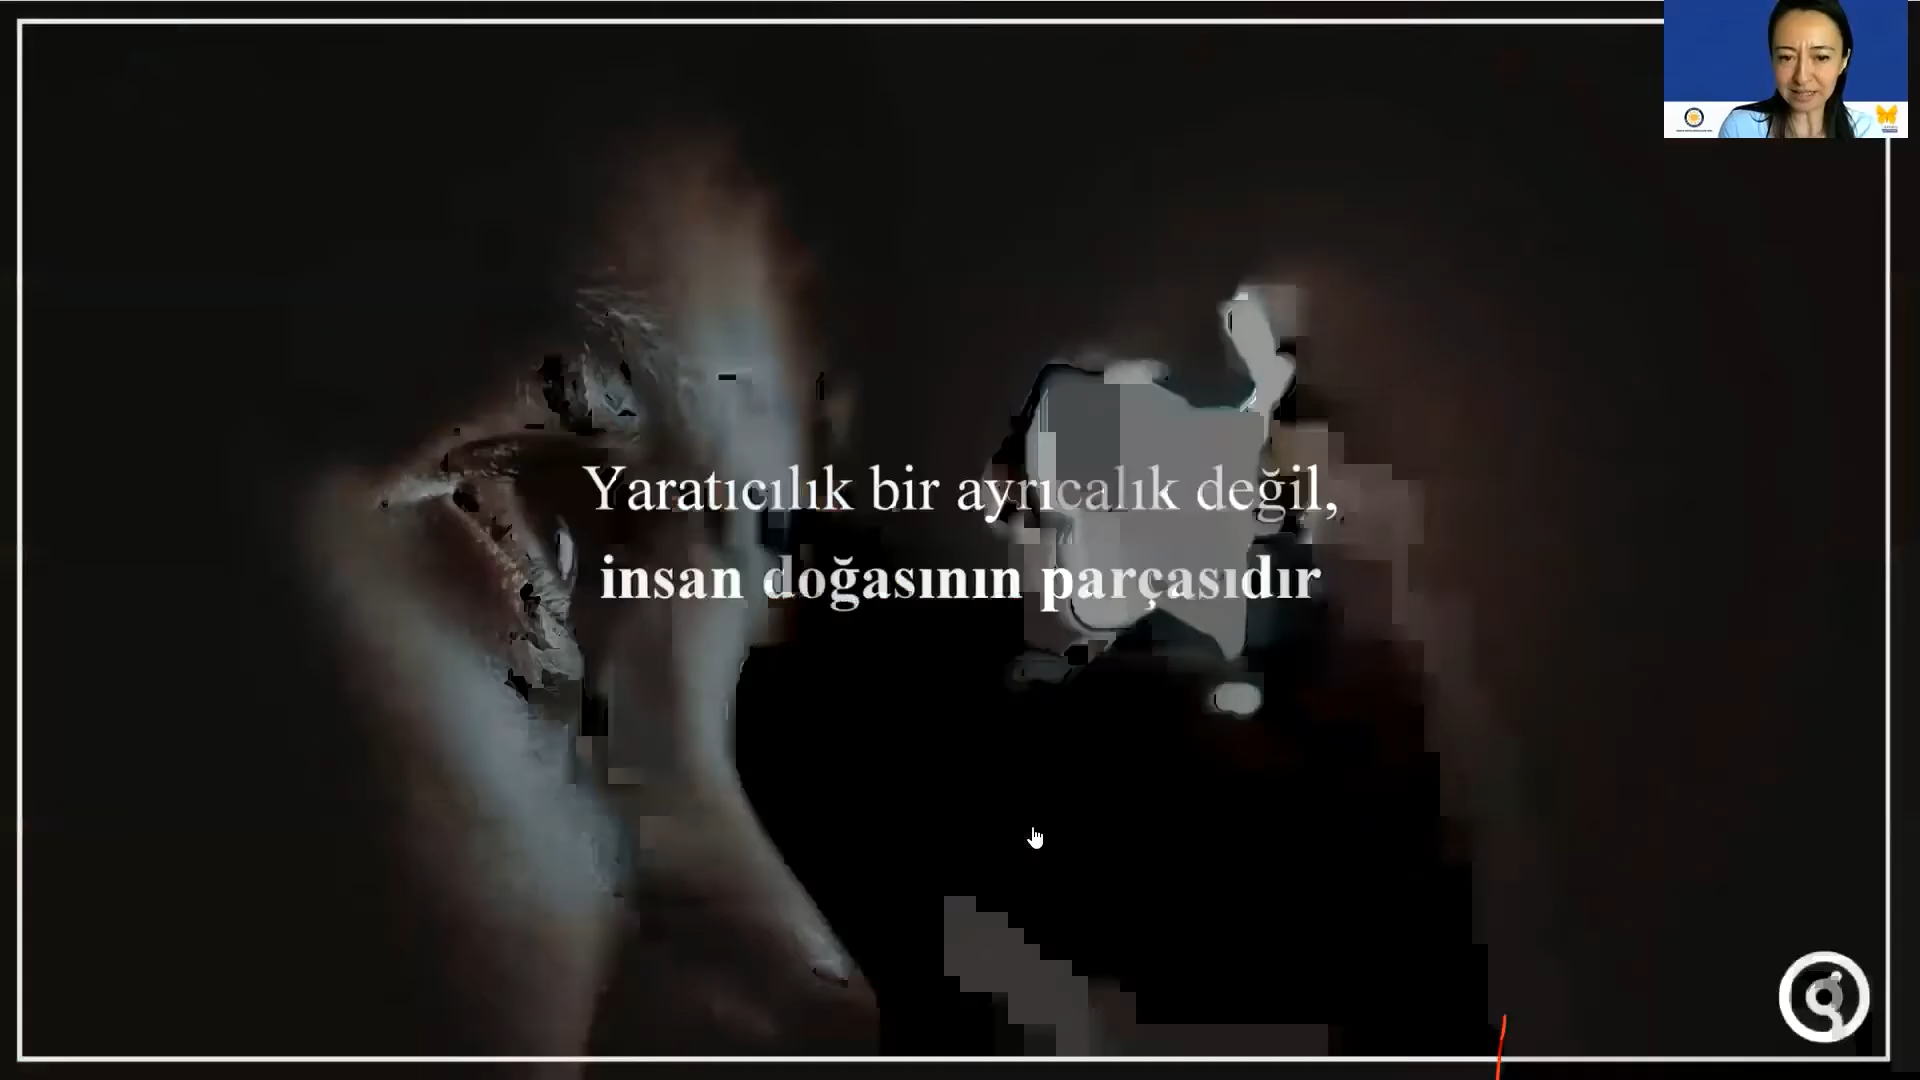 Yaratıcılık bir ayrıcalık değil,
insan doğasının parçasıdır